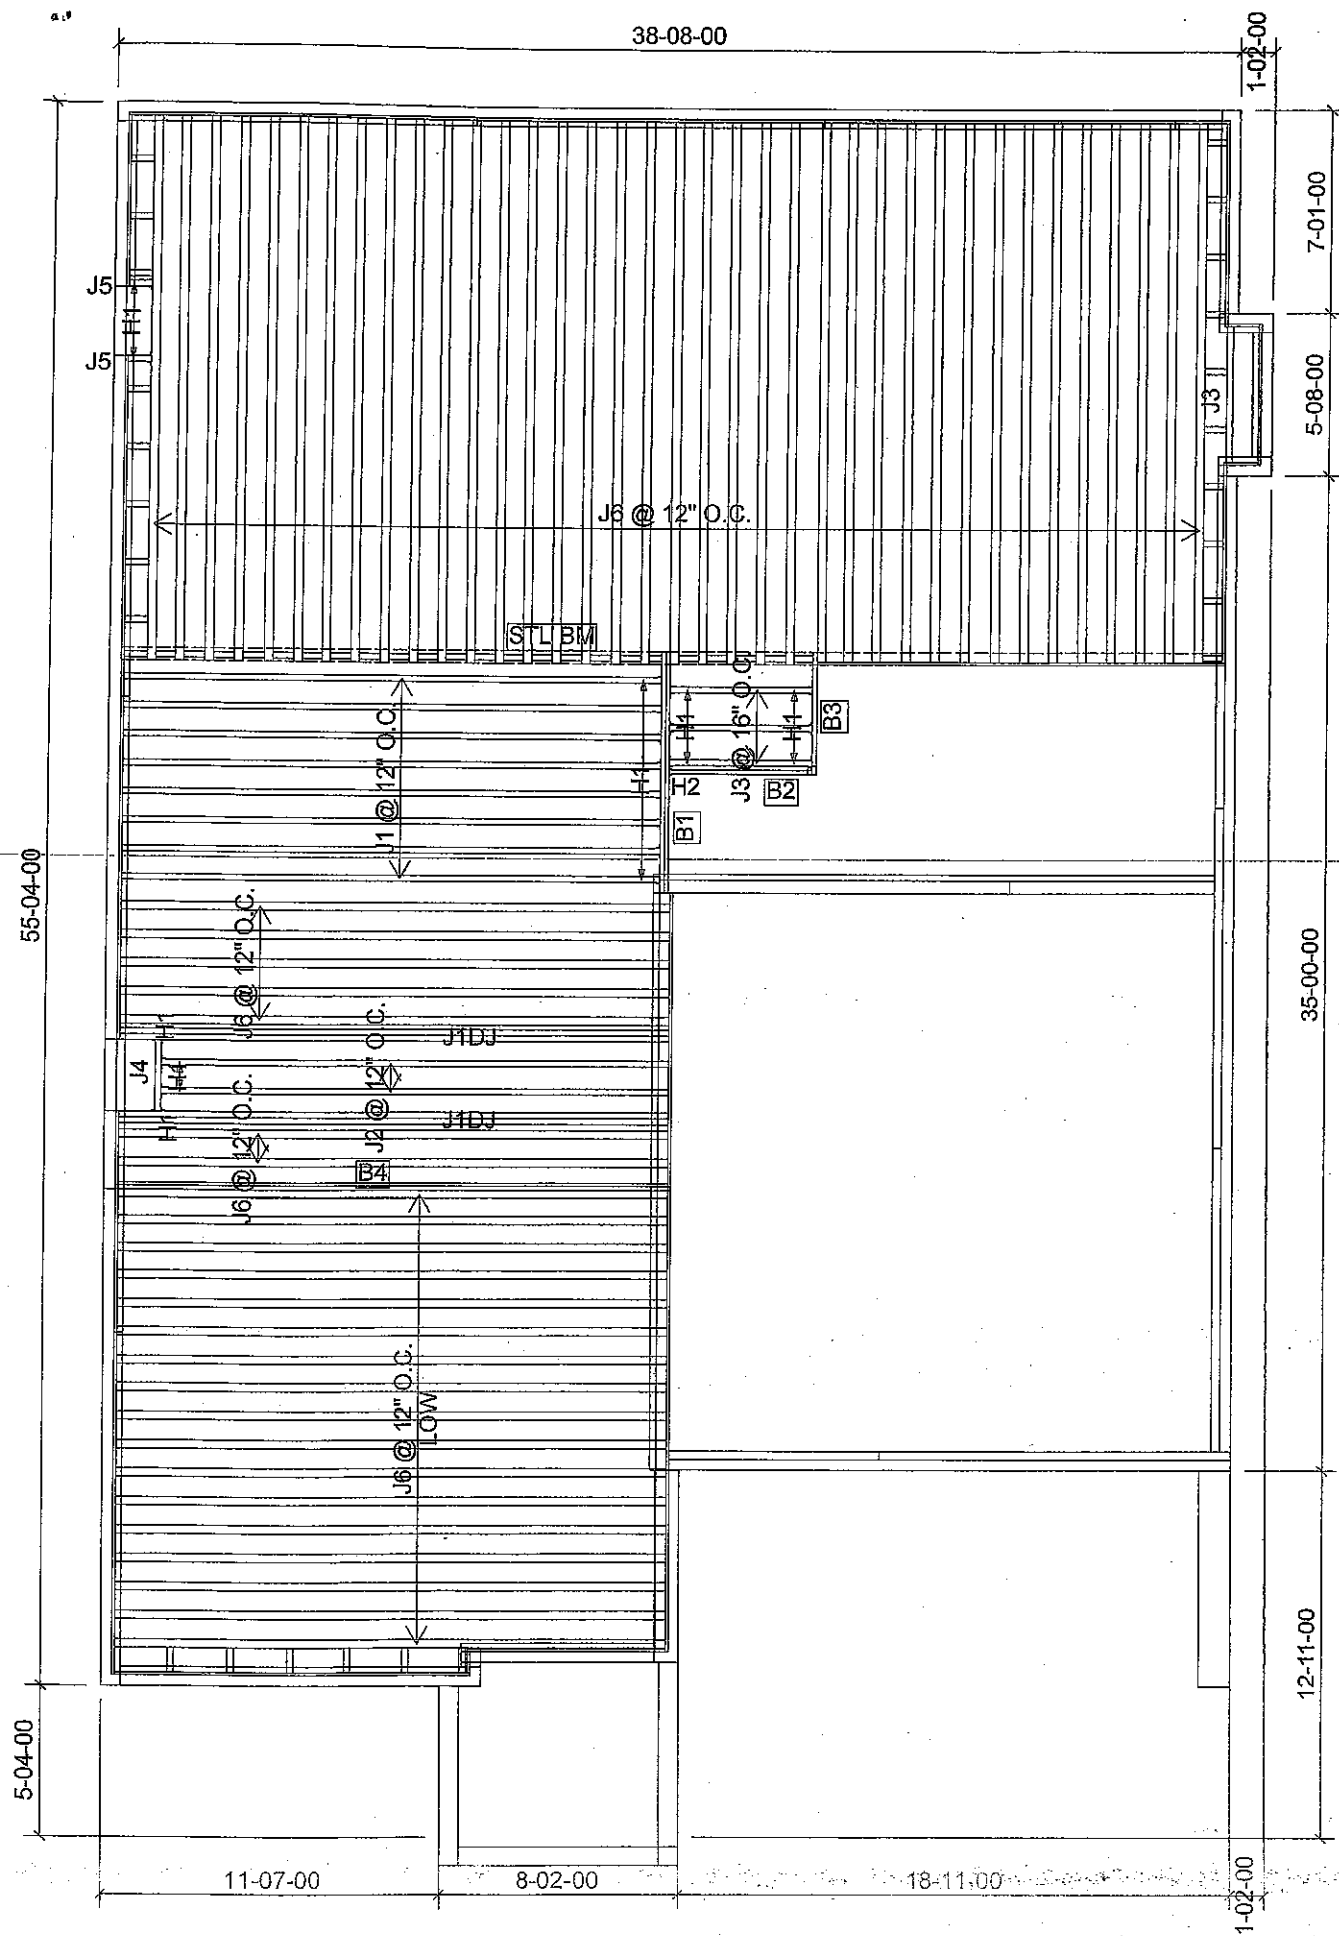 38-08-00
1-02-00
7-01-00
J5
H1
J5
5-08-00
J3
J6 @ 12" O.C.
STL BM
J1 @ 12" O.C.
H1
H1
J3 @ 16" O.C.
H1
B3
H2
B2
B1
55-04-00
J6 @ 12" O.C.
35-00-00
H1
J4
J2 @ 12" O.C.
J1DJ
H1
J6 @ 12" O.C.
J1DJ
B4
J6 @ 12" O.C.
LOW
12-11-00
5-04-00
11-07-00
8-02-00
18-11-00
1-02-00